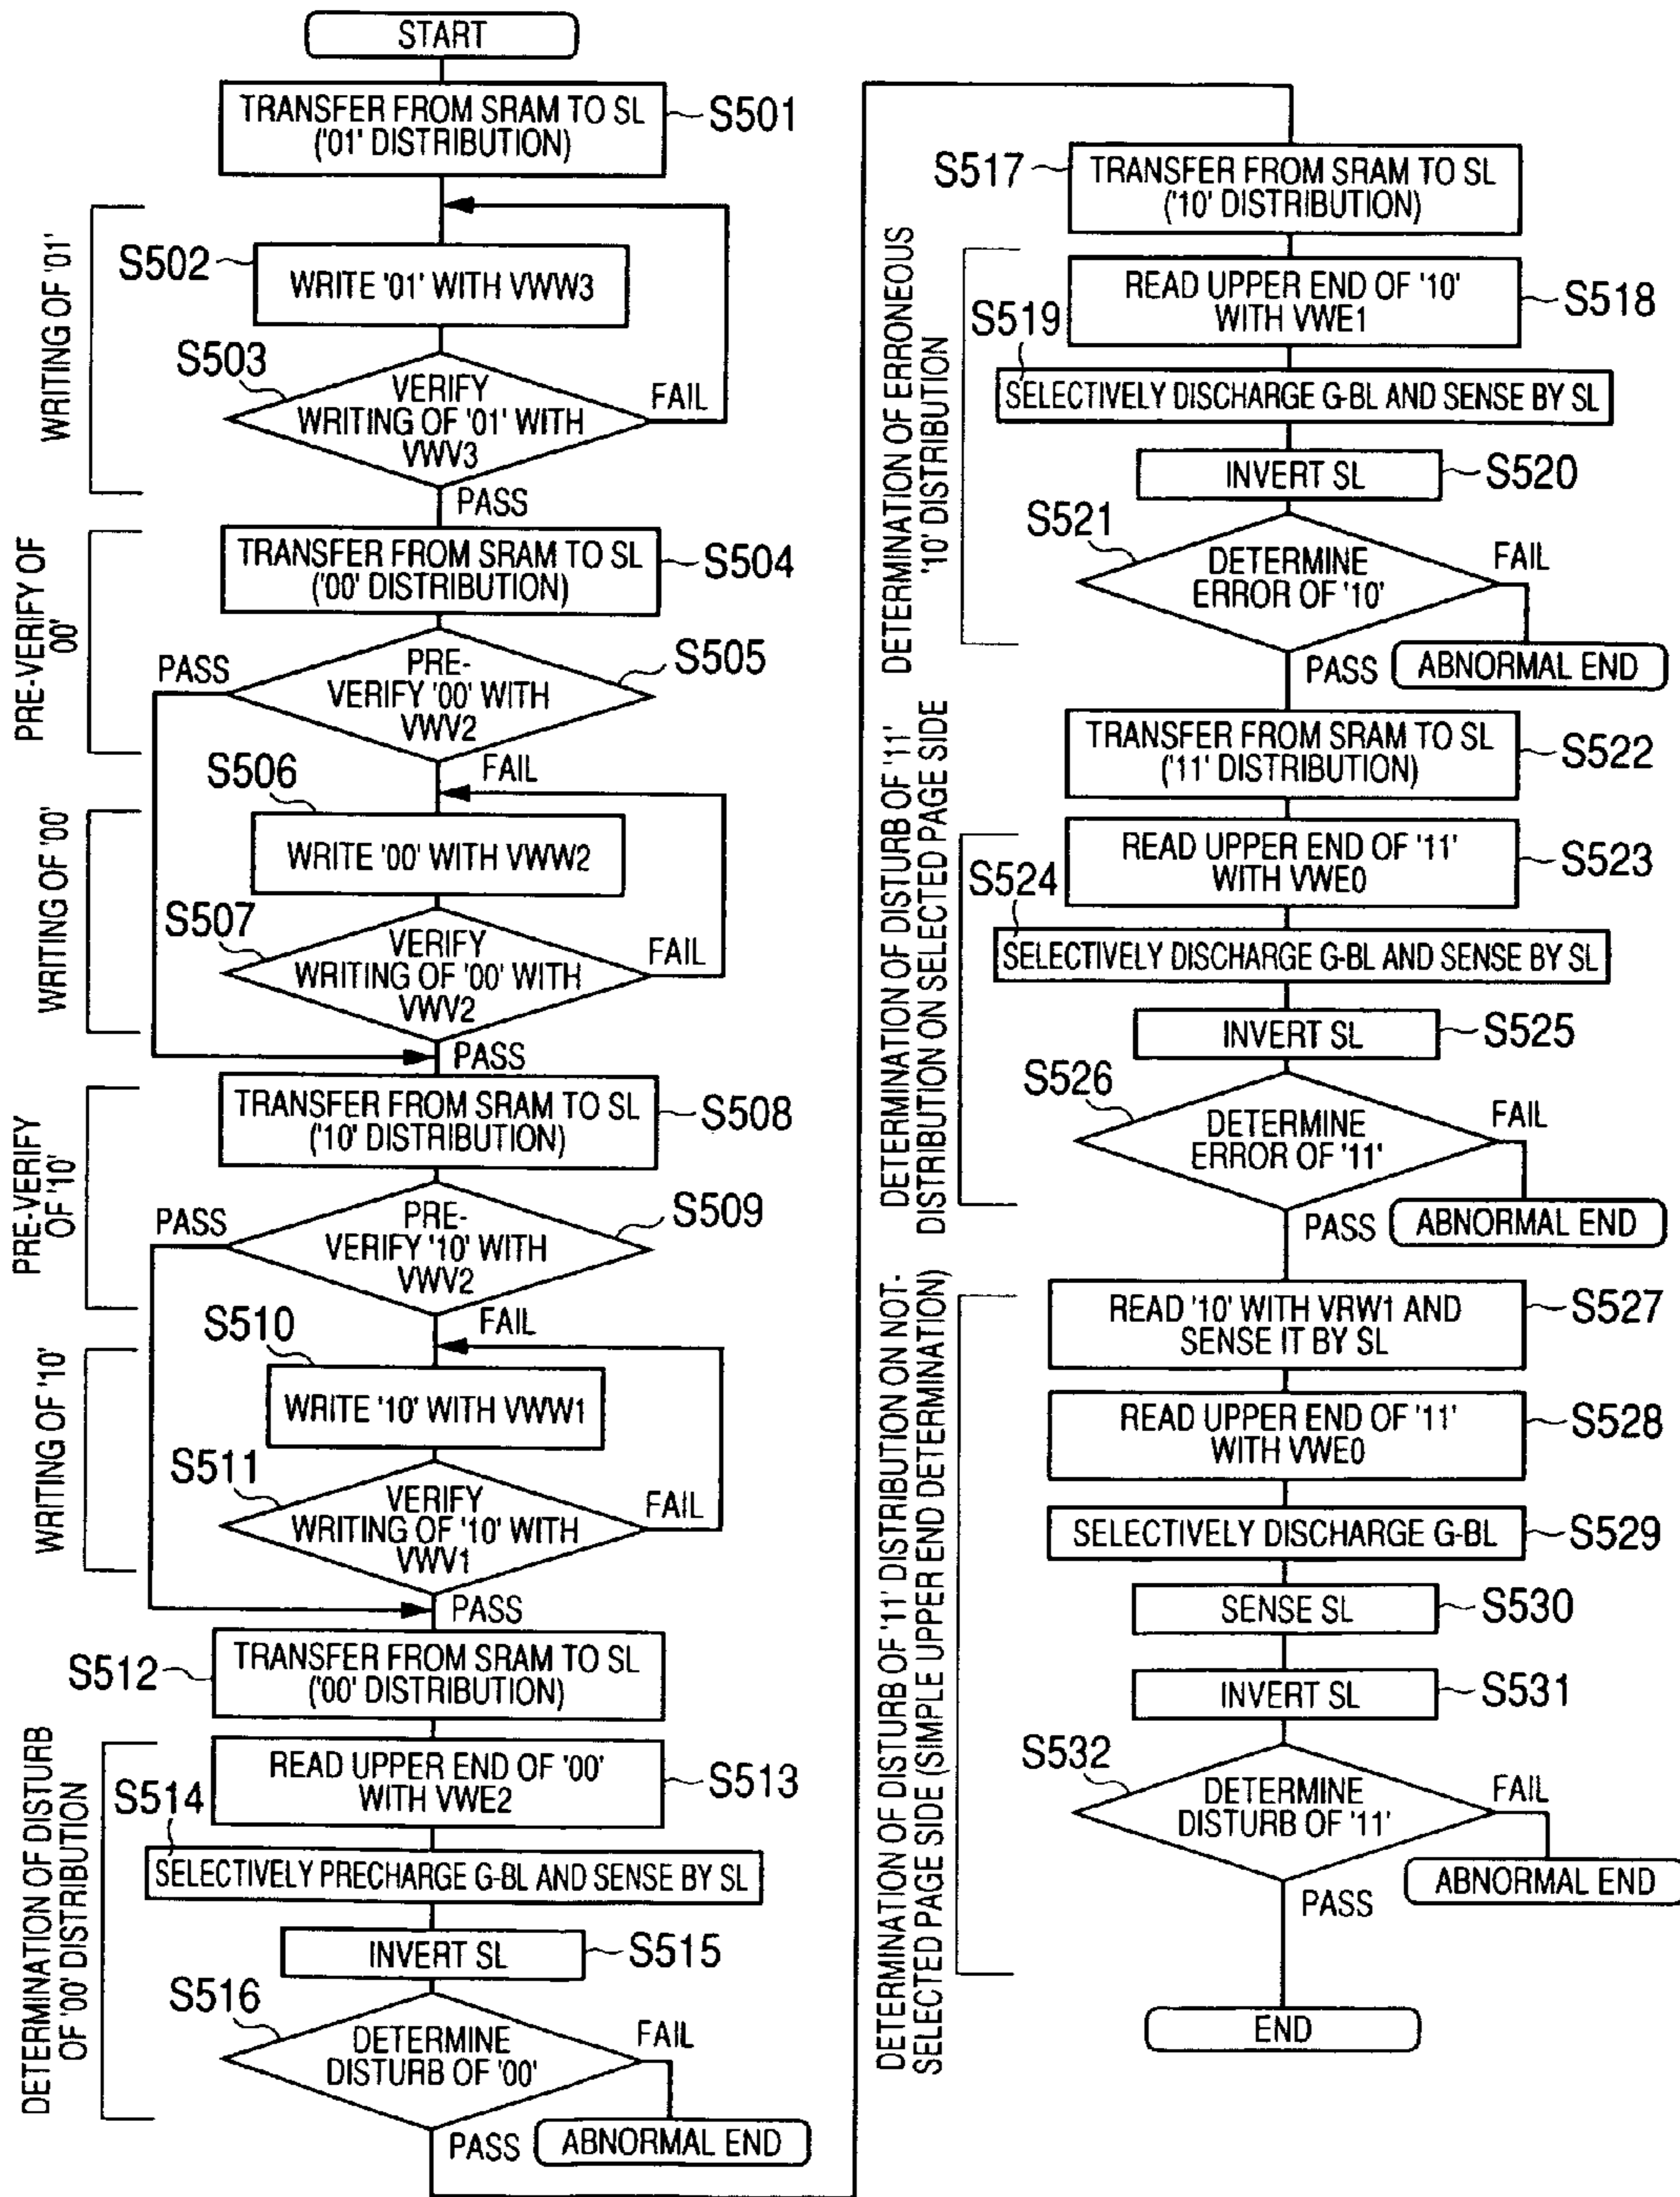 START
TRANSFER FROM SRAM TO SL
('01' DISTRIBUTION)
S501
WRITING OF '01'
S502
WRITE '01' WITH VWW3
S503
VERIFY
WRITING OF '01' WITH
VWV3
FAIL
PASS
PRE-VERIFY OF
00'
TRANSFER FROM SRAM TO SL
('00' DISTRIBUTION)
S504
PASS
PRE-
VERIFY '00' WITH
VWV2
S505
FAIL
WRITING OF '00'
S506
WRITE '00' WITH VWW2
S507
VERIFY
WRITING OF '00' WITH
VWV2
FAIL
PASS
PRE-VERIFY
OF '10'
TRANSFER FROM SRAM TO SL
('10' DISTRIBUTION)
S508
PASS
PRE-
VERIFY '10' WITH
VWV2
S509
FAIL
WRITING OF '10'
S510
WRITE '10' WITH VWW1
S511
VERIFY
WRITING OF '10' WITH
VWV1
FAIL
PASS
S512
TRANSFER FROM SRAM TO SL
('00' DISTRIBUTION)
DETERMINATION OF DISTURB
OF '00' DISTRIBUTION
READ UPPER END OF '00'
WITH VWE2
S513
S514
SELECTIVELY PRECHARGE G-BL AND SENSE BY SL
INVERT SL
S515
S516
DETERMINE
DISTURB OF '00'
FAIL
PASS
ABNORMAL END
S517
TRANSFER FROM SRAM TO SL
('10' DISTRIBUTION)
DETERMINATION OF ERRONEOUS
'10' DISTRIBUTION
READ UPPER END OF '10'
WITH VWE1
S518
S519
SELECTIVELY DISCHARGE G-BL AND SENSE BY SL
INVERT SL
S520
S521
DETERMINE
ERROR OF '10'
FAIL
PASS
ABNORMAL END
TRANSFER FROM SRAM TO SL
('11' DISTRIBUTION)
S522
DETERMINATION OF DISTURB OF '11'
DISTRIBUTION ON SELECTED PAGE SIDE
READ UPPER END OF '11'
WITH VWE0
S523
S524
SELECTIVELY DISCHARGE G-BL AND SENSE BY SL
INVERT SL
S525
S526
DETERMINE
ERROR OF '11'
FAIL
PASS
ABNORMAL END
DETERMINATION OF DISTURB OF '11' DISTRIBUTION ON NOT-
SELECTED PAGE SIDE (SIMPLE UPPER END DETERMINATION)
READ '10' WITH VRW1 AND
SENSE IT BY SL
S527
READ UPPER END OF '11'
WITH VWE0
S528
SELECTIVELY DISCHARGE G-BL
S529
SENSE SL
S530
INVERT SL
S531
S532
DETERMINE
DISTURB OF '11'
FAIL
PASS
ABNORMAL END
END